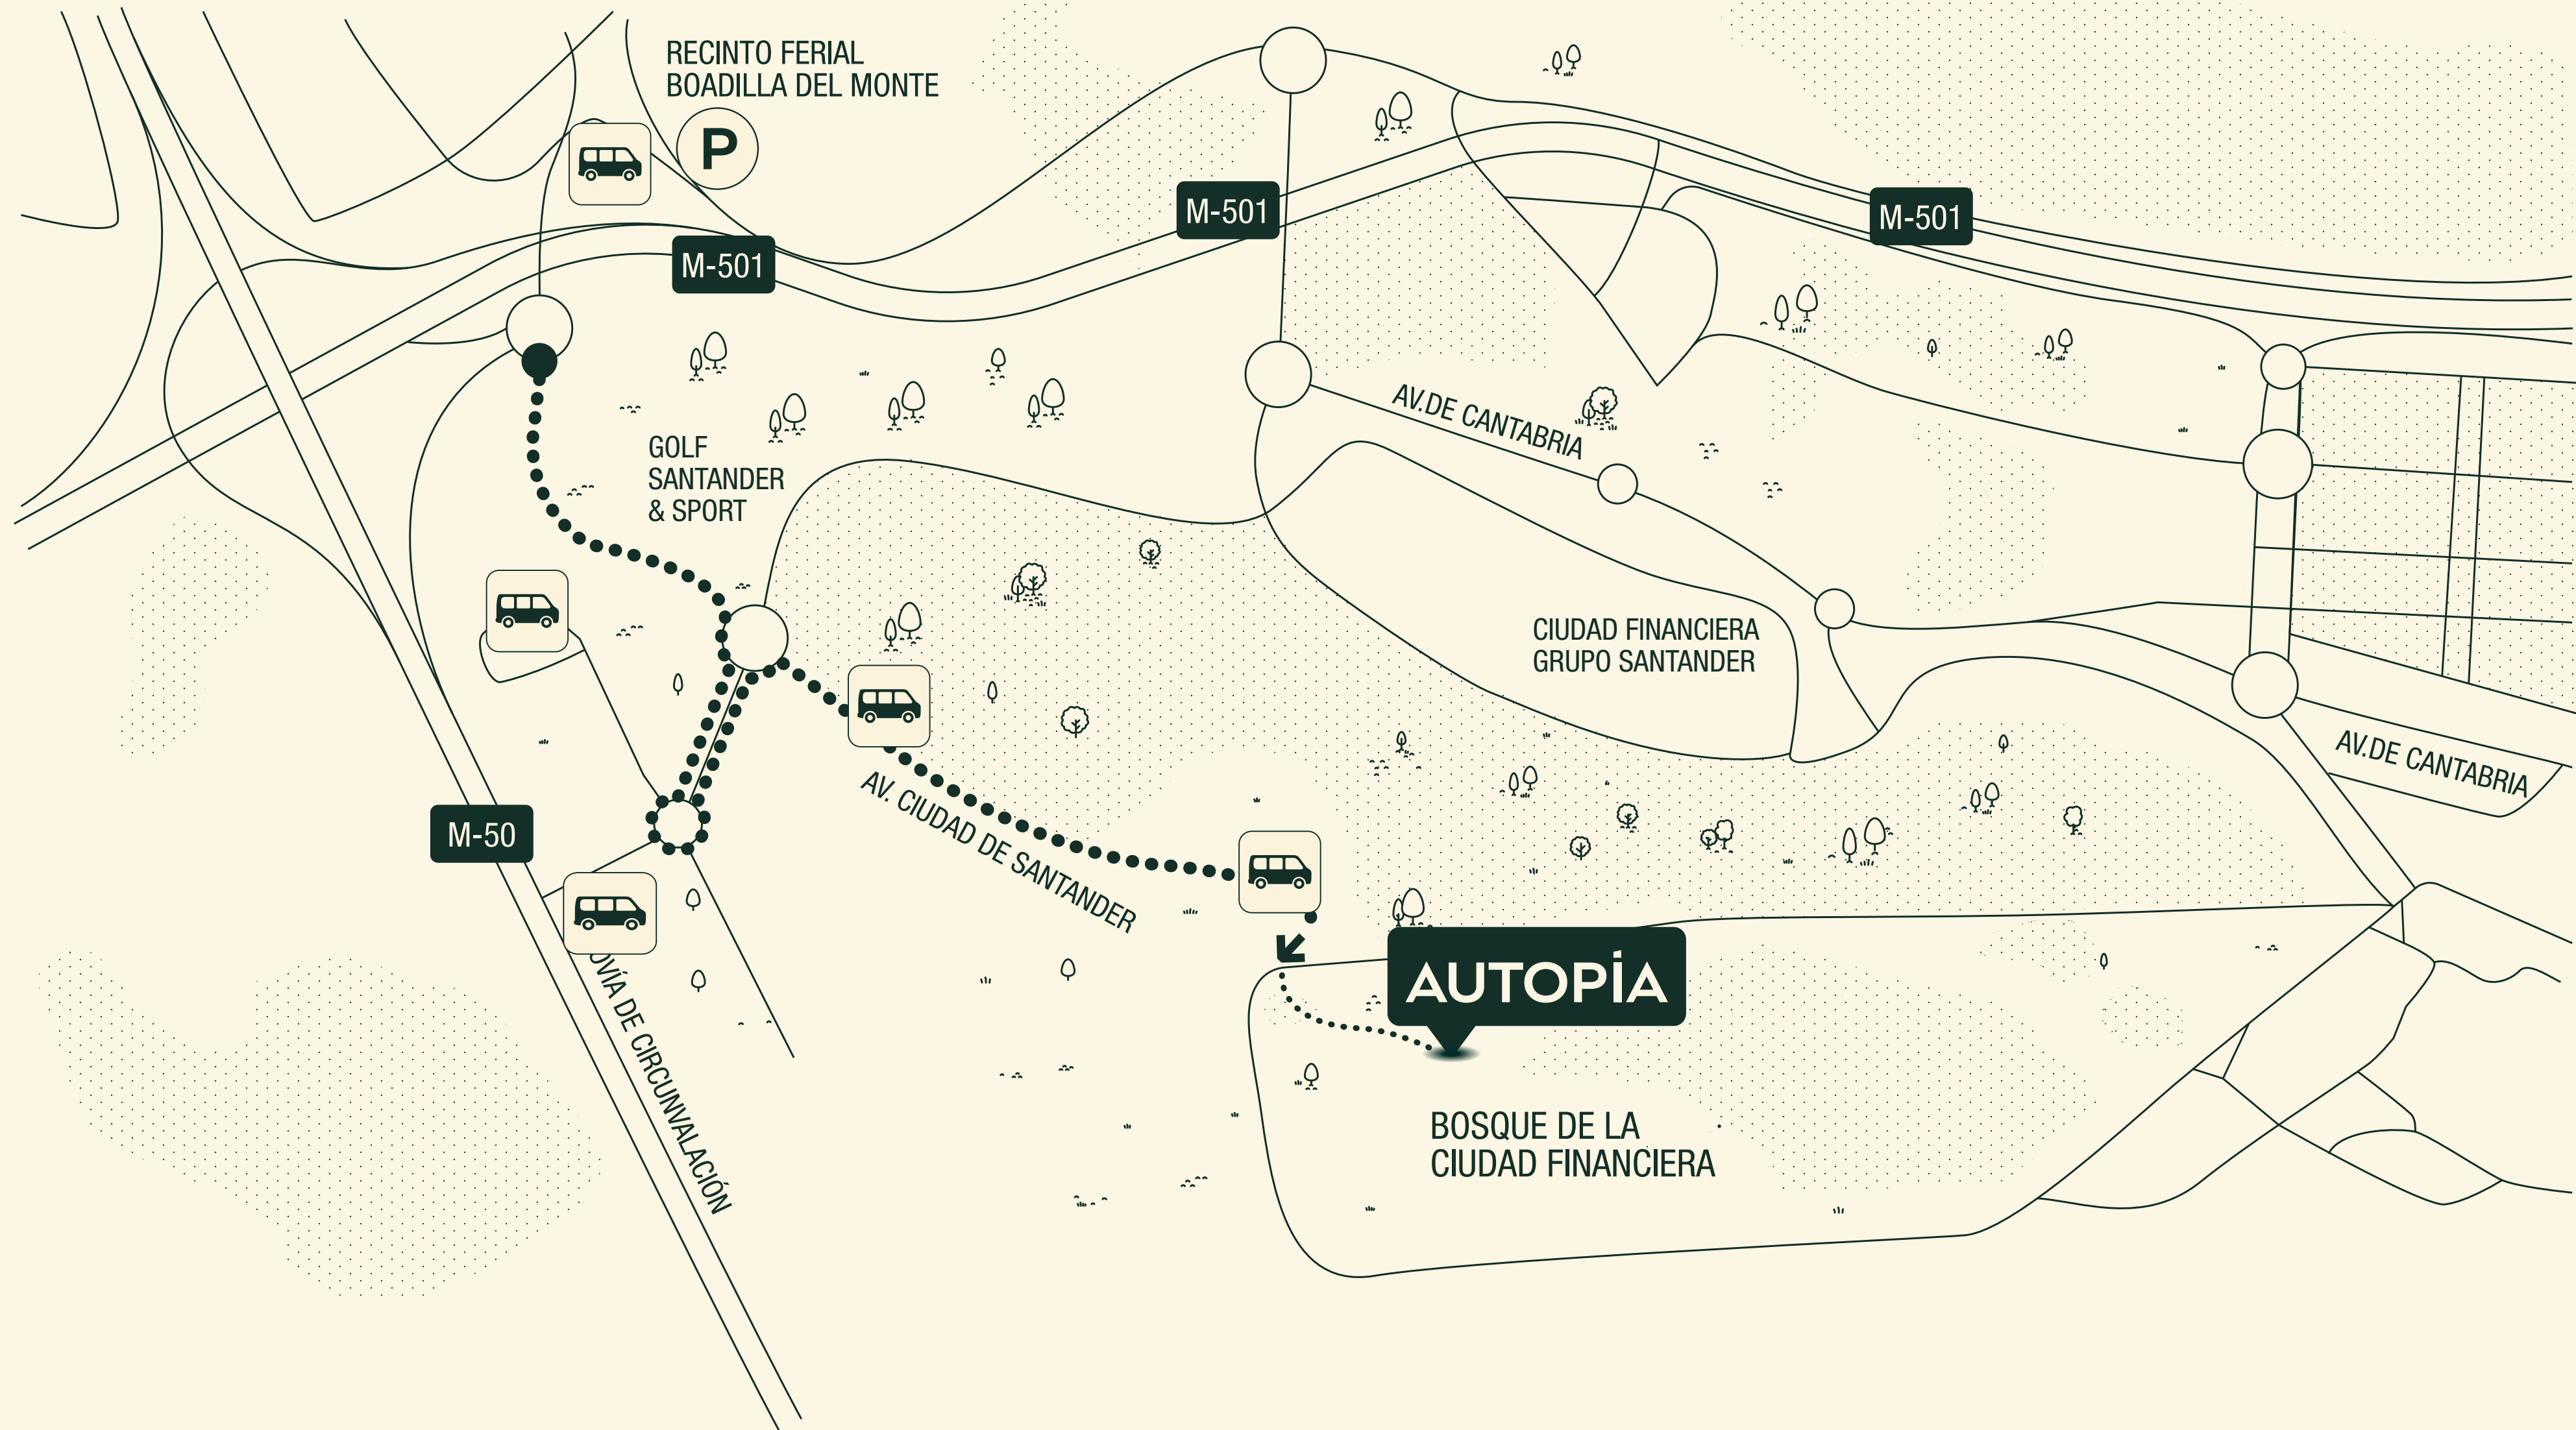 RECINTO FERIAL
BOADILLA DEL MONTE
P
M-501
M-501
M-501
GOLF
SANTANDER
& SPORT
AV.DE CANTABRIA
CIUDAD FINANCIERA
GRUPO SANTANDER
AV.DE CANTABRIA
M-50
AV. CIUDAD DE SANTANDER
OVÍA DE CIRCUNVALACIÓN
AUTOPÍA
BOSQUE DE LA
CIUDAD FINANCIERA